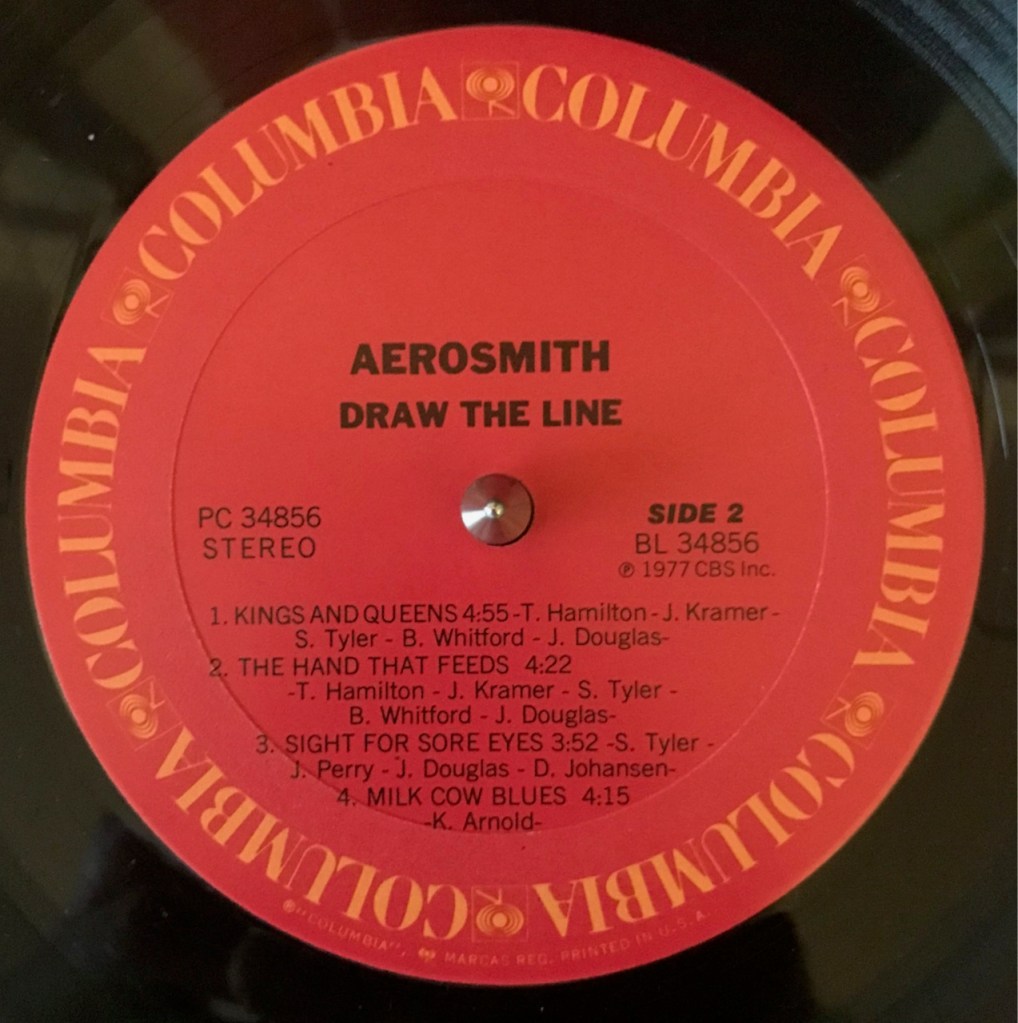 COLUMBIA COLUMBIA COLUMBIA COLUMBIA COLUMBIA COLUMBIA
AEROSMITH
DRAW THE LINE
PC 34856
STEREO
SIDE 2
BL 34856
℗ 1977 CBS Inc.
1. KINGS AND QUEENS 4:55 -T. Hamilton - J. Kramer -
S. Tyler - B. Whitford - J. Douglas-
2. THE HAND THAT FEEDS 4:22
-T. Hamilton - J. Kramer - S. Tyler -
B. Whitford - J. Douglas-
3. SIGHT FOR SORE EYES 3:52 -S. Tyler -
J. Perry - J. Douglas - D. Johansen-
4. MILK COW BLUES 4:15
-K. Arnold-
®"COLUMBIA", MARCAS REG. PRINTED IN U.S.A.